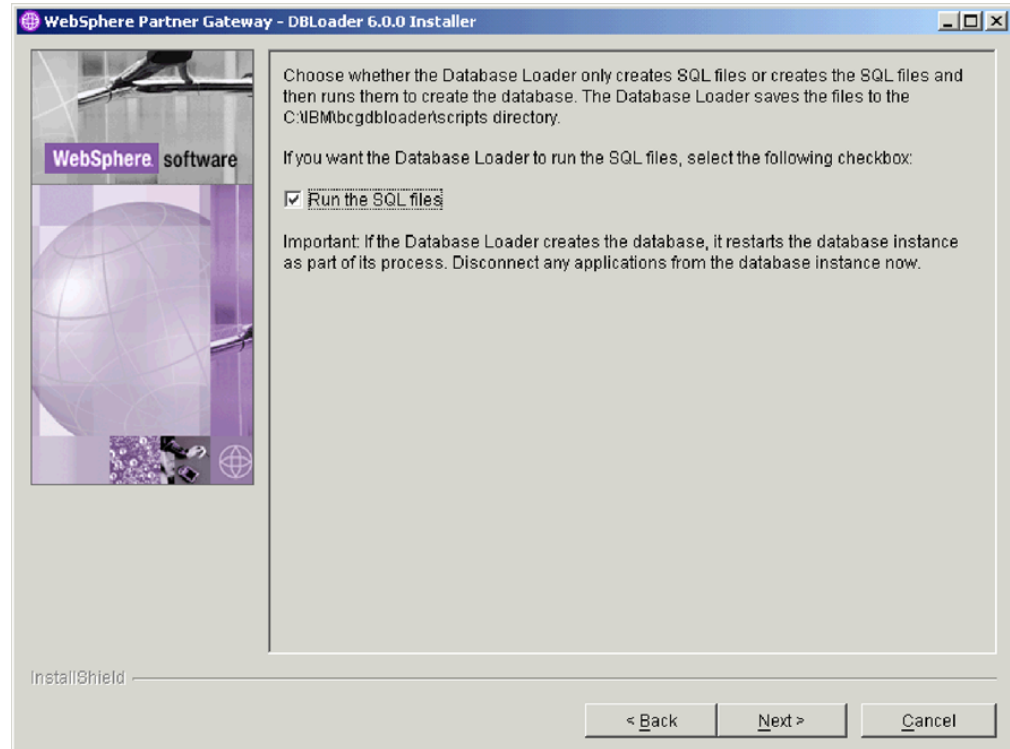 WebSphere Partner Gateway - DBLoader 6.0.0 Installer
WebSphere software
Choose whether the Database Loader only creates SQL files or creates the SQL files and
then runs them to create the database. The Database Loader saves the files to the
C:\IBM\bcgdbloader\scripts directory.
If you want the Database Loader to run the SQL files, select the following checkbox:
Run the SQL files
Important: If the Database Loader creates the database, it restarts the database instance
as part of its process. Disconnect any applications from the database instance now.
InstallShield
< Back
Next >
Cancel